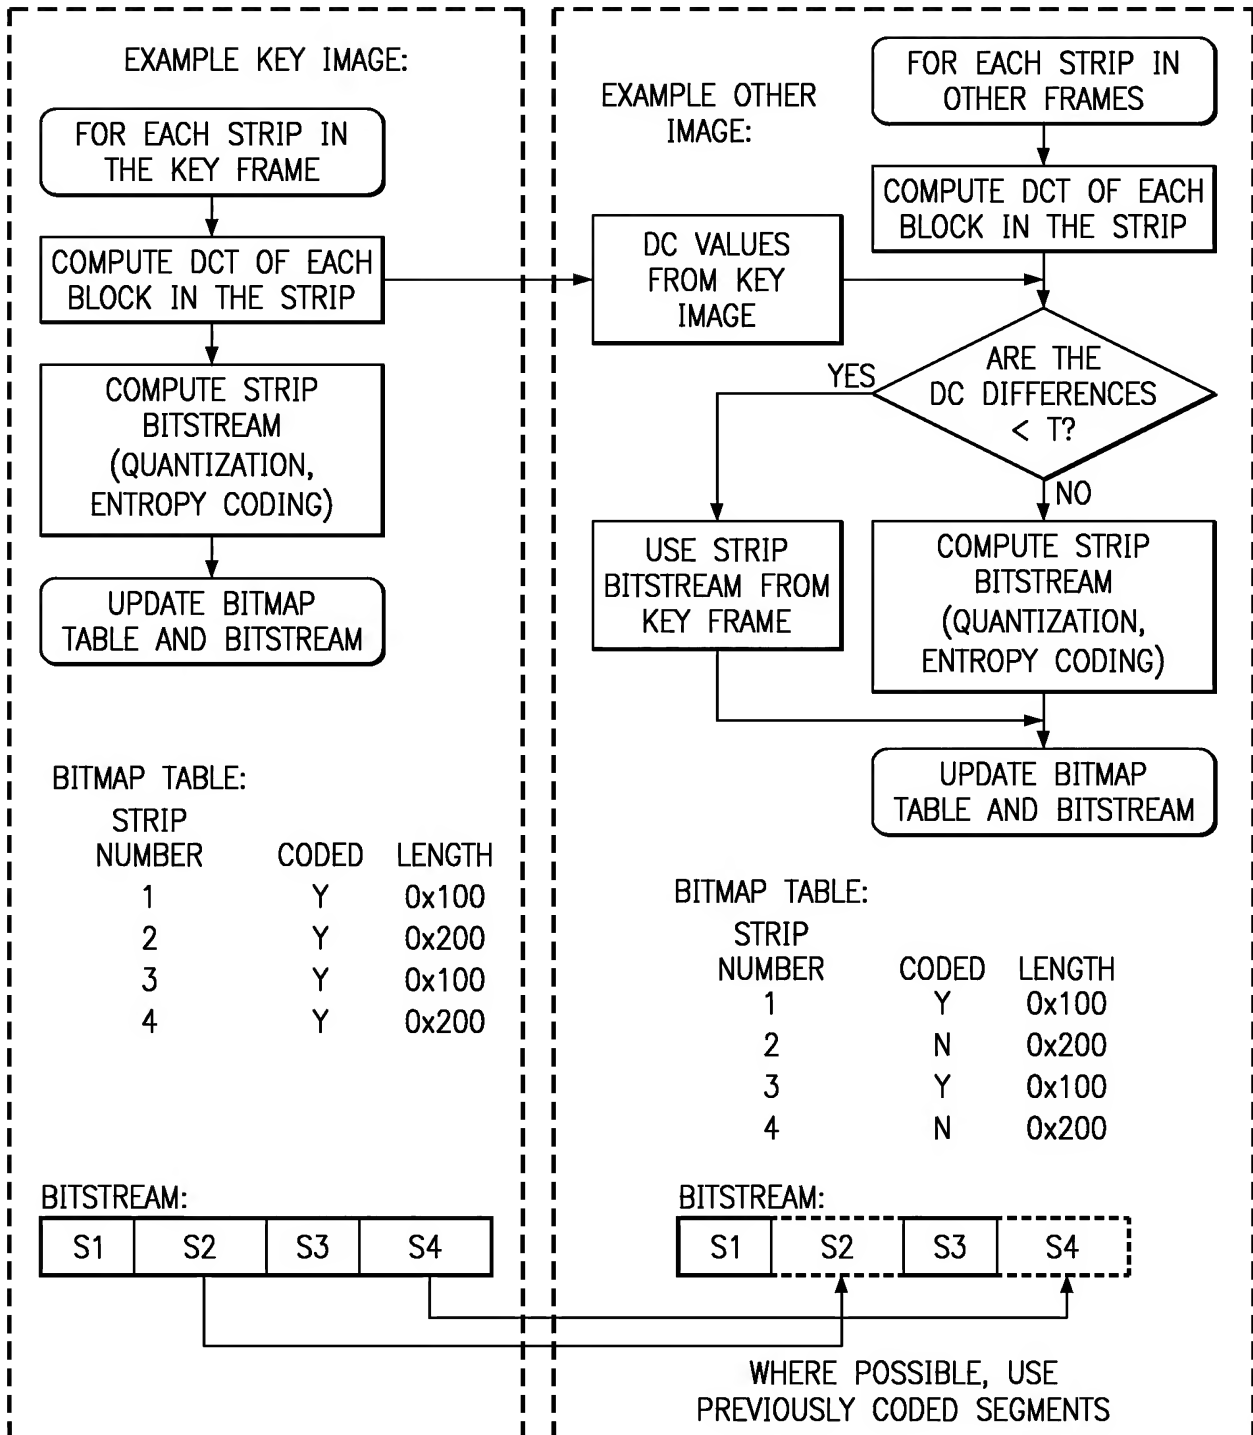 EXAMPLE KEY IMAGE:
FOR EACH STRIP IN
THE KEY FRAME
COMPUTE DCT OF EACH
BLOCK IN THE STRIP
COMPUTE STRIP
BITSTREAM
(QUANTIZATION,
ENTROPY CODING)
UPDATE BITMAP
TABLE AND BITSTREAM
BITMAP TABLE:
STRIP
NUMBER CODED LENGTH
1 Y 0x100
2 Y 0x200
3 Y 0x100
4 Y 0x200
BITSTREAM:
S1 S2 S3 S4
EXAMPLE OTHER
IMAGE:
FOR EACH STRIP IN
OTHER FRAMES
COMPUTE DCT OF EACH
BLOCK IN THE STRIP
DC VALUES
FROM KEY
IMAGE
ARE THE
DC DIFFERENCES
< T?
YES
NO
USE STRIP
BITSTREAM FROM
KEY FRAME
COMPUTE STRIP
BITSTREAM
(QUANTIZATION,
ENTROPY CODING)
UPDATE BITMAP
TABLE AND BITSTREAM
BITMAP TABLE:
STRIP
NUMBER CODED LENGTH
1 Y 0x100
2 N 0x200
3 Y 0x100
4 N 0x200
BITSTREAM:
S1 S2 S3 S4
WHERE POSSIBLE, USE
PREVIOUSLY CODED SEGMENTS